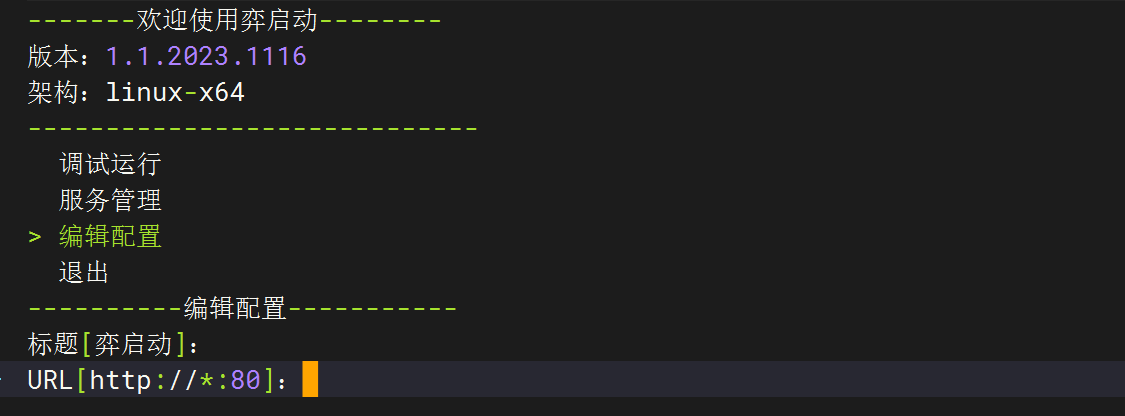 -------欢迎使用弈启动--------
版本：1.1.2023.1116
架构：linux-x64
-----------------------------
调试运行
服务管理
> 编辑配置
退出
----------编辑配置-----------
标题[弈启动]：
URL[http://*:80]：